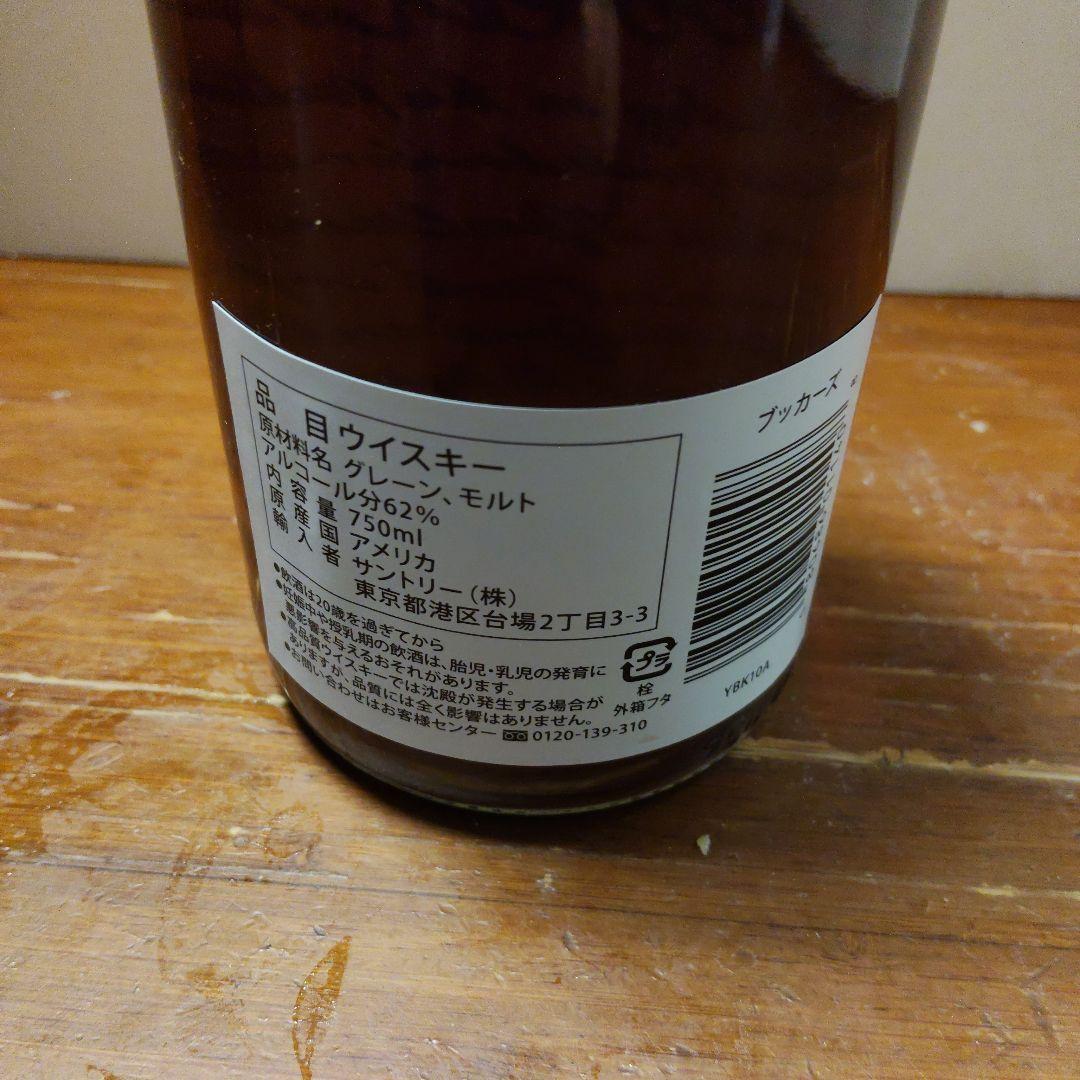 品目 ウイスキー
原材料名 グレーン、モルト
アルコール分62%
内容量 750ml
原産国 アメリカ
輸入者 サントリー(株)
東京都港区台場2丁目3-3
●飲酒は20歳を過ぎてから
●妊娠中や授乳期の飲酒は、胎児・乳児の発育に
悪影響を与えるおそれがあります。
●高品質ウイスキーでは沈殿が発生する場合が
ありますが、品質には全く影響はありません。
●お問い合わせはお客様センター 0120-139-310
プラ
栓
外箱フタ
ブッカーズ
YBK10A